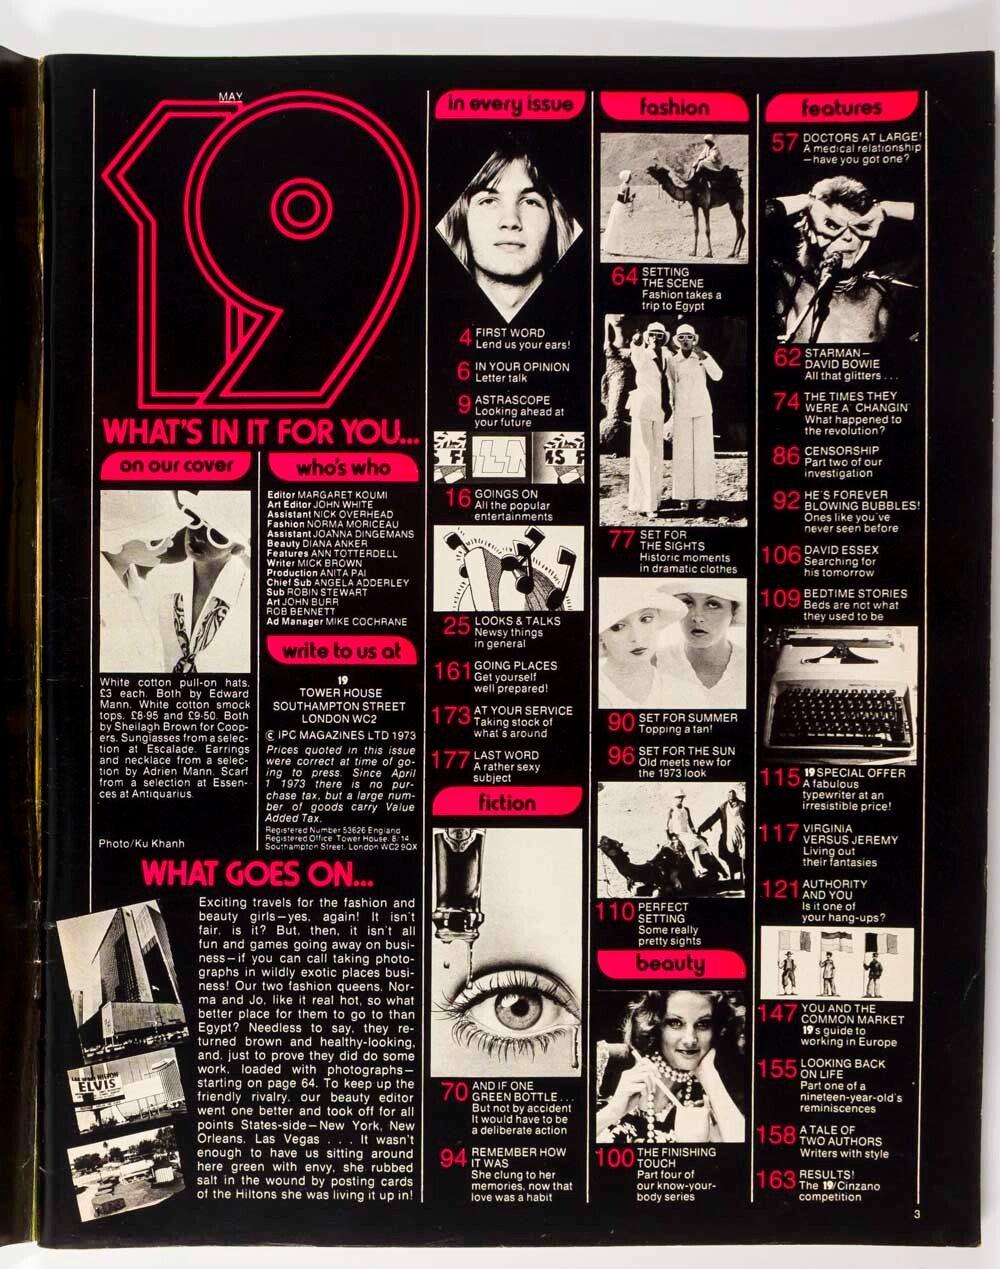 MAY
19
WHAT'S IN IT FOR YOU...
on our cover
White cotton pull-on hats,
£3 each. Both by Edward
Mann. White cotton smock
tops, £8·95 and £9·50. Both
by Sheilagh Brown for Coop-
ers. Sunglasses from a selec-
tion at Escalade. Earrings
and necklace from a selec-
tion by Adrien Mann. Scarf
from a selection at Essen-
ces at Antiquarius.
Photo/Ku Khanh
who's who
Editor MARGARET KOUMI
Art Editor JOHN WHITE
Assistant NICK OVERHEAD
Fashion NORMA MORICEAU
Assistant JOANNA DINGEMANS
Beauty DIANA ANKER
Features ANN TOTTERDELL
Writer MICK BROWN
Production ANITA PAI
Chief Sub ANGELA ADDERLEY
Sub ROBIN STEWART
Art JOHN BURR
ROB BENNETT
Ad Manager MIKE COCHRANE
write to us at
19
TOWER HOUSE
SOUTHAMPTON STREET
LONDON WC2
© IPC MAGAZINES LTD 1973
Prices quoted in this issue
were correct at time of go-
ing to press. Since April
1 1973 there is no pur-
chase tax, but a large num-
ber of goods carry Value
Added Tax.
Registered Number 53626 England
Registered Office Tower House, 8/14
Southampton Street, London WC2 9QX
WHAT GOES ON...
ELVIS
Exciting travels for the fashion and
beauty girls—yes, again! It isn't
fair, is it? But, then, it isn't all
fun and games going away on busi-
ness—if you can call taking photo-
graphs in wildly exotic places busi-
ness! Our two fashion queens, Nor-
ma and Jo, like it real hot, so what
better place for them to go to than
Egypt? Needless to say, they re-
turned brown and healthy-looking,
and, just to prove they did do some
work, loaded with photographs—
starting on page 64. To keep up the
friendly rivalry, our beauty editor
went one better and took off for all
points States-side—New York, New
Orleans, Las Vegas . . . It wasn't
enough to have us sitting around
here green with envy, she rubbed
salt in the wound by posting cards
of the Hiltons she was living it up in!
in every issue
4 FIRST WORD
Lend us your ears!
6 IN YOUR OPINION
Letter talk
9 ASTRASCOPE
Looking ahead at
your future
16 GOINGS ON
All the popular
entertainments
25 LOOKS & TALKS
Newsy things
in general
161 GOING PLACES
Get yourself
well prepared!
173 AT YOUR SERVICE
Taking stock of
what's around
177 LAST WORD
A rather sexy
subject
fiction
70 AND IF ONE
GREEN BOTTLE...
But not by accident
It would have to be
a deliberate action
94 REMEMBER HOW
IT WAS
She clung to her
memories, now that
love was a habit
fashion
64 SETTING
THE SCENE
Fashion takes a
trip to Egypt
77 SET FOR
THE SIGHTS
Historic moments
in dramatic clothes
90 SET FOR SUMMER
Topping a tan!
96 SET FOR THE SUN
Old meets new for
the 1973 look
110 PERFECT
SETTING
Some really
pretty sights
beauty
100 THE FINISHING
TOUCH
Part four of
our know-your-
body series
features
57 DOCTORS AT LARGE!
A medical relationship
—have you got one?
62 STARMAN—
DAVID BOWIE
All that glitters . . .
74 THE TIMES THEY
WERE A' CHANGIN'
What happened to
the revolution?
86 CENSORSHIP
Part two of our
investigation
92 HE'S FOREVER
BLOWING BUBBLES!
Ones like you've
never seen before
106 DAVID ESSEX
Searching for
his tomorrow
109 BEDTIME STORIES
Beds are not what
they used to be
115 19 SPECIAL OFFER
A fabulous
typewriter at an
irresistible price!
117 VIRGINIA
VERSUS JEREMY
Living out
their fantasies
121 AUTHORITY
AND YOU
Is it one of
your hang-ups?
147 YOU AND THE
COMMON MARKET
19's guide to
working in Europe
155 LOOKING BACK
ON LIFE
Part one of a
nineteen-year-old's
reminiscences
158 A TALE OF
TWO AUTHORS
Writers with style
163 RESULTS!
The 19/Cinzano
competition
3